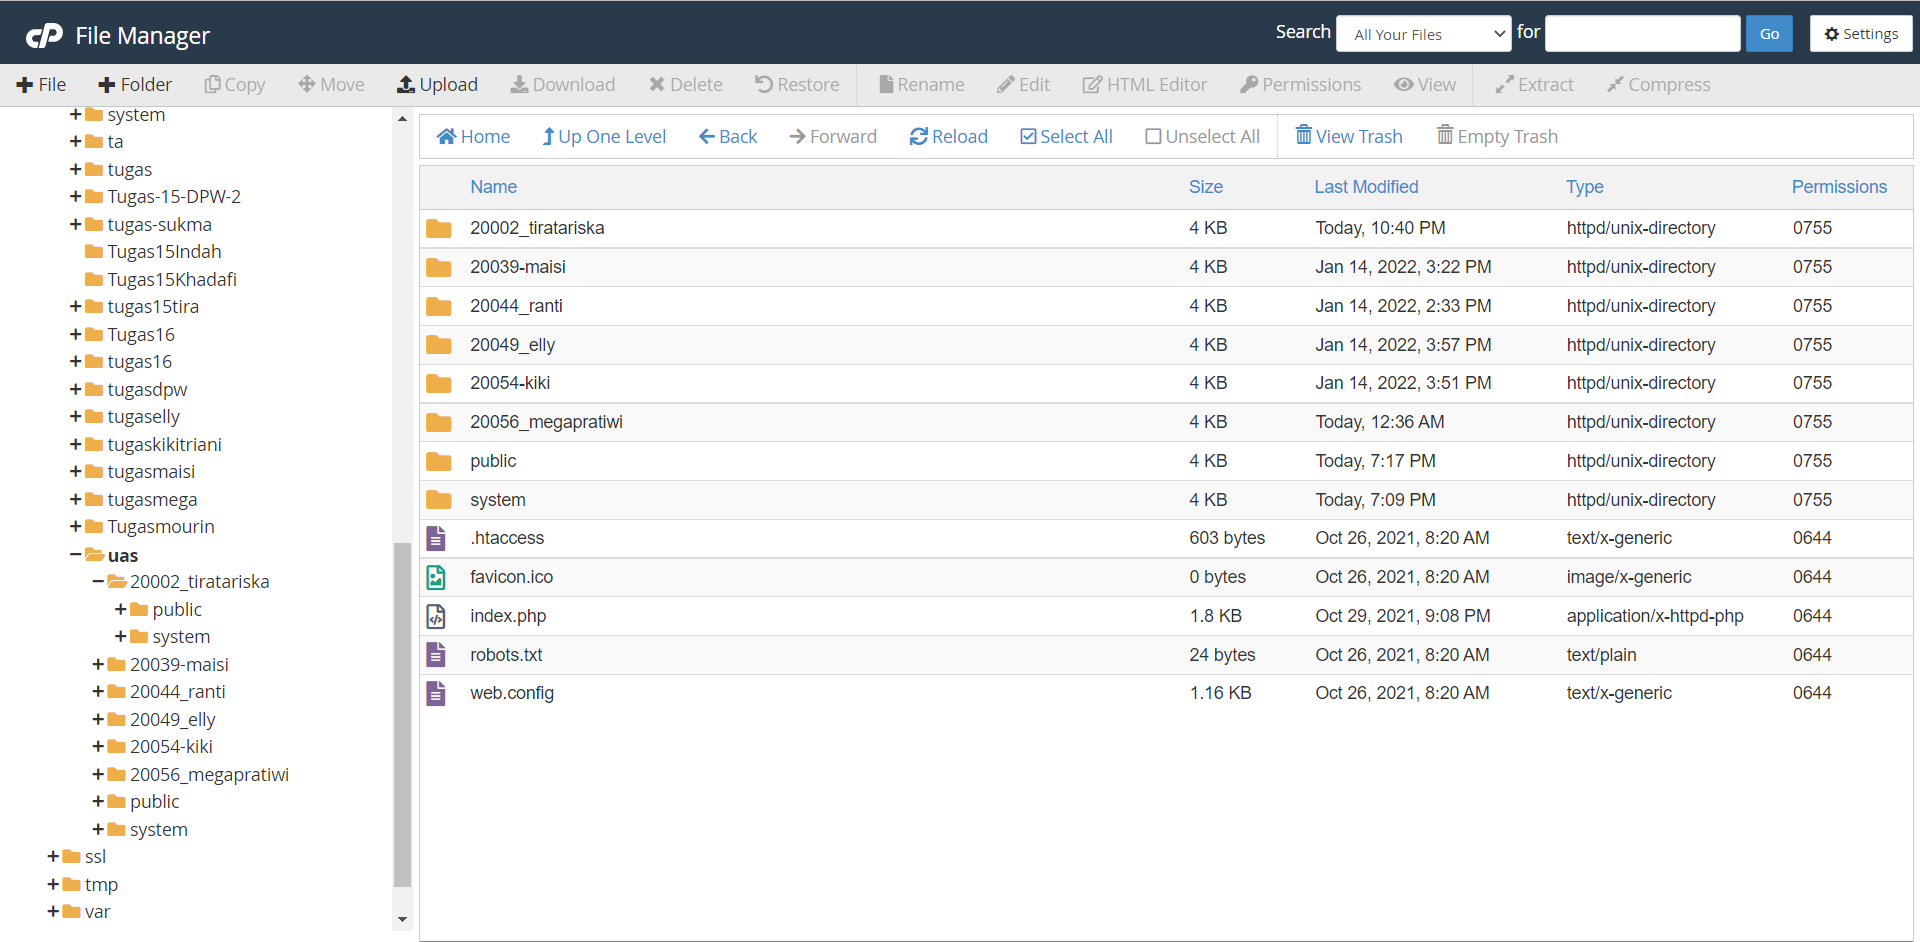 cP File Manager
Search All Your Files for Go Settings
File Folder Copy Move Upload Download Delete Restore Rename Edit HTML Editor Permissions View Extract Compress
system
ta
tugas
Tugas-15-DPW-2
tugas-sukma
Tugas15Indah
Tugas15Khadafi
tugas15tira
Tugas16
tugas16
tugasdpw
tugaselly
tugaskikitriani
tugasmaisi
tugasmega
Tugasmourin
uas
20002_tiratariska
public
system
20039-maisi
20044_ranti
20049_elly
20054-kiki
20056_megapratiwi
public
system
ssl
tmp
var
Home Up One Level Back Forward Reload Select All Unselect All View Trash Empty Trash
Name Size Last Modified Type Permissions
20002_tiratariska 4 KB Today, 10:40 PM httpd/unix-directory 0755
20039-maisi 4 KB Jan 14, 2022, 3:22 PM httpd/unix-directory 0755
20044_ranti 4 KB Jan 14, 2022, 2:33 PM httpd/unix-directory 0755
20049_elly 4 KB Jan 14, 2022, 3:57 PM httpd/unix-directory 0755
20054-kiki 4 KB Jan 14, 2022, 3:51 PM httpd/unix-directory 0755
20056_megapratiwi 4 KB Today, 12:36 AM httpd/unix-directory 0755
public 4 KB Today, 7:17 PM httpd/unix-directory 0755
system 4 KB Today, 7:09 PM httpd/unix-directory 0755
.htaccess 603 bytes Oct 26, 2021, 8:20 AM text/x-generic 0644
favicon.ico 0 bytes Oct 26, 2021, 8:20 AM image/x-generic 0644
index.php 1.8 KB Oct 29, 2021, 9:08 PM application/x-httpd-php 0644
robots.txt 24 bytes Oct 26, 2021, 8:20 AM text/plain 0644
web.config 1.16 KB Oct 26, 2021, 8:20 AM text/x-generic 0644